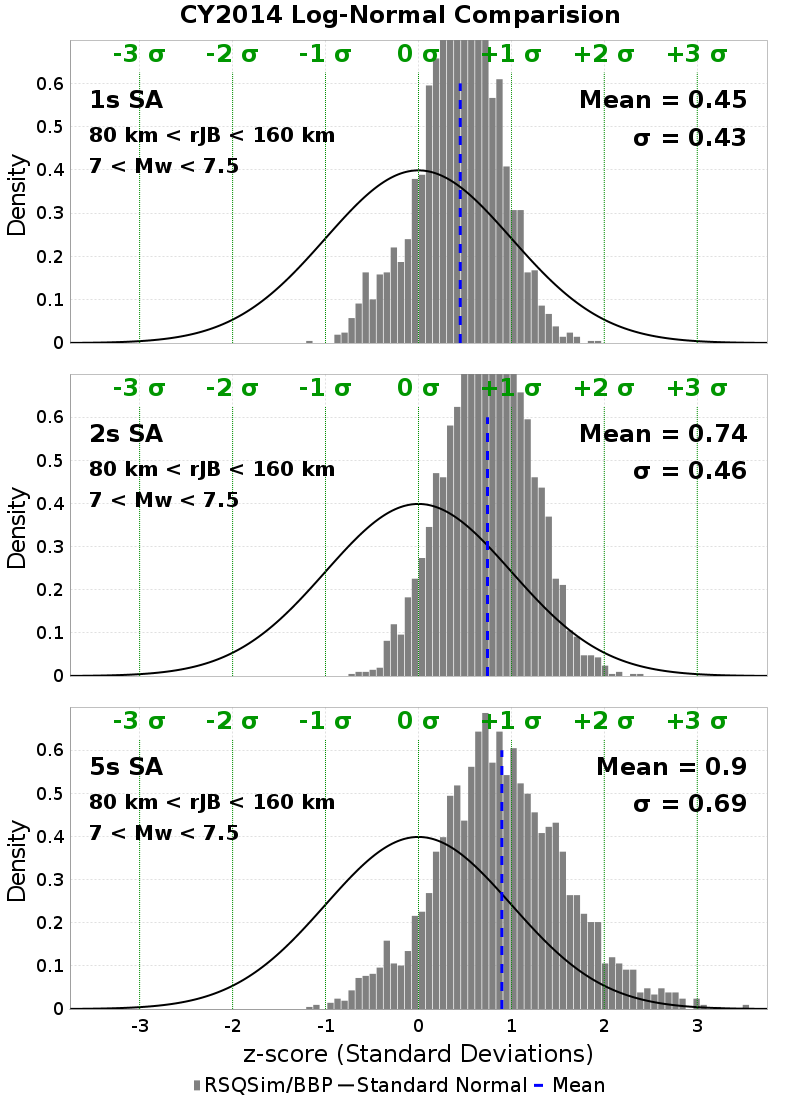 CY2014 Log-Normal Comparision
-3 σ -2 σ -1 σ 0 σ +1 σ +2 σ +3 σ
1s SA
Mean = 0.45
80 km < rJB < 160 km
σ = 0.43
7 < Mw < 7.5
Density
0.6
0.5
0.4
0.3
0.2
0.1
0
-3 σ -2 σ -1 σ 0 σ +1 σ +2 σ +3 σ
2s SA
Mean = 0.74
80 km < rJB < 160 km
σ = 0.46
7 < Mw < 7.5
Density
0.6
0.5
0.4
0.3
0.2
0.1
0
-3 σ -2 σ -1 σ 0 σ +1 σ +2 σ +3 σ
5s SA
Mean = 0.9
80 km < rJB < 160 km
σ = 0.69
7 < Mw < 7.5
Density
0.6
0.5
0.4
0.3
0.2
0.1
0
-3 -2 -1 0 1 2 3
z-score (Standard Deviations)
RSQSim/BBP Standard Normal Mean